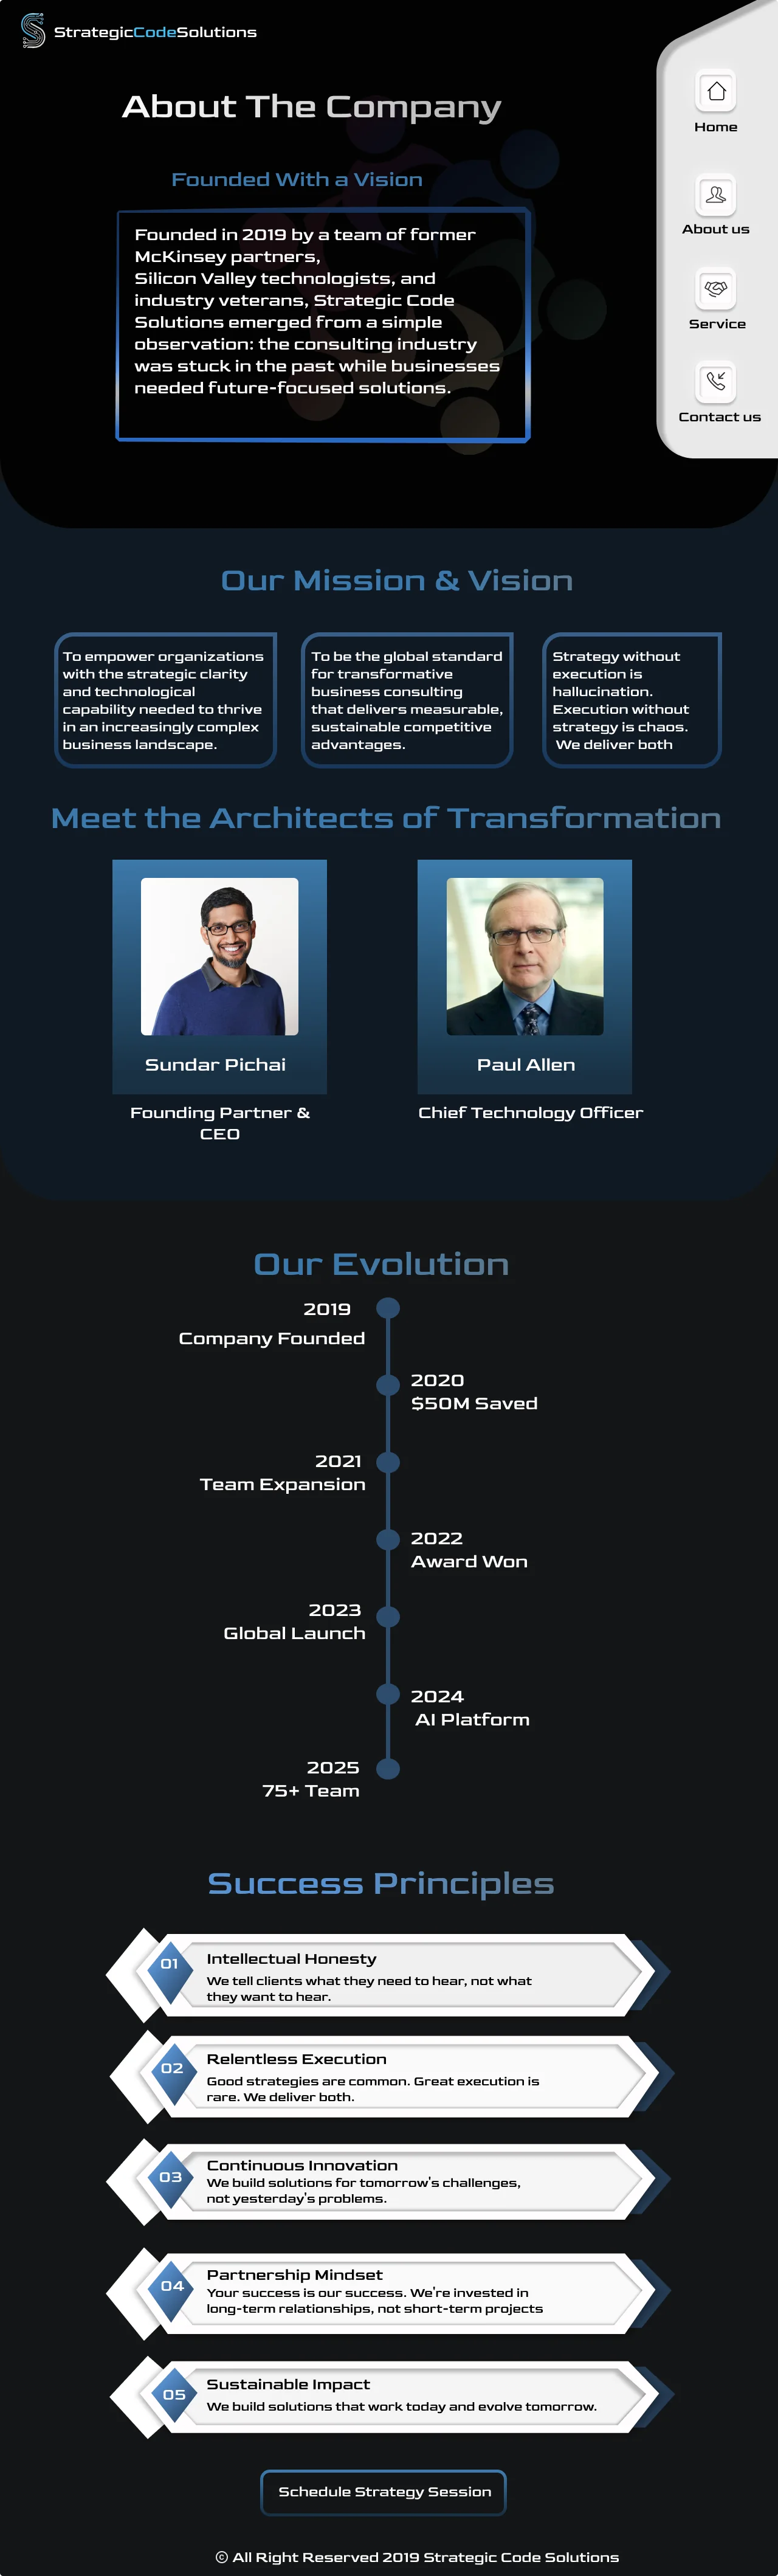 StrategicCodeSolutions
Home
About us
Service
Contact us
About The Company
Founded With a Vision
Founded in 2019 by a team of former
McKinsey partners,
Silicon Valley technologists, and
industry veterans, Strategic Code
Solutions emerged from a simple
observation: the consulting industry
was stuck in the past while businesses
needed future-focused solutions.
Our Mission & Vision
To empower organizations
with the strategic clarity
and technological
capability needed to thrive
in an increasingly complex
business landscape.
To be the global standard
for transformative
business consulting
that delivers measurable,
sustainable competitive
advantages.
Strategy without
execution is
hallucination.
Execution without
strategy is chaos.
We deliver both
Meet the Architects of Transformation
Sundar Pichai
Founding Partner &
CEO
Paul Allen
Chief Technology Officer
Our Evolution
2019
Company Founded
2020
$50M Saved
2021
Team Expansion
2022
Award Won
2023
Global Launch
2024
AI Platform
2025
75+ Team
Success Principles
01
Intellectual Honesty
We tell clients what they need to hear, not what
they want to hear.
02
Relentless Execution
Good strategies are common. Great execution is
rare. We deliver both.
03
Continuous Innovation
We build solutions for tomorrow's challenges,
not yesterday's problems.
04
Partnership Mindset
Your success is our success. We're invested in
long-term relationships, not short-term projects
05
Sustainable Impact
We build solutions that work today and evolve tomorrow.
Schedule Strategy Session
© All Right Reserved 2019 Strategic Code Solutions